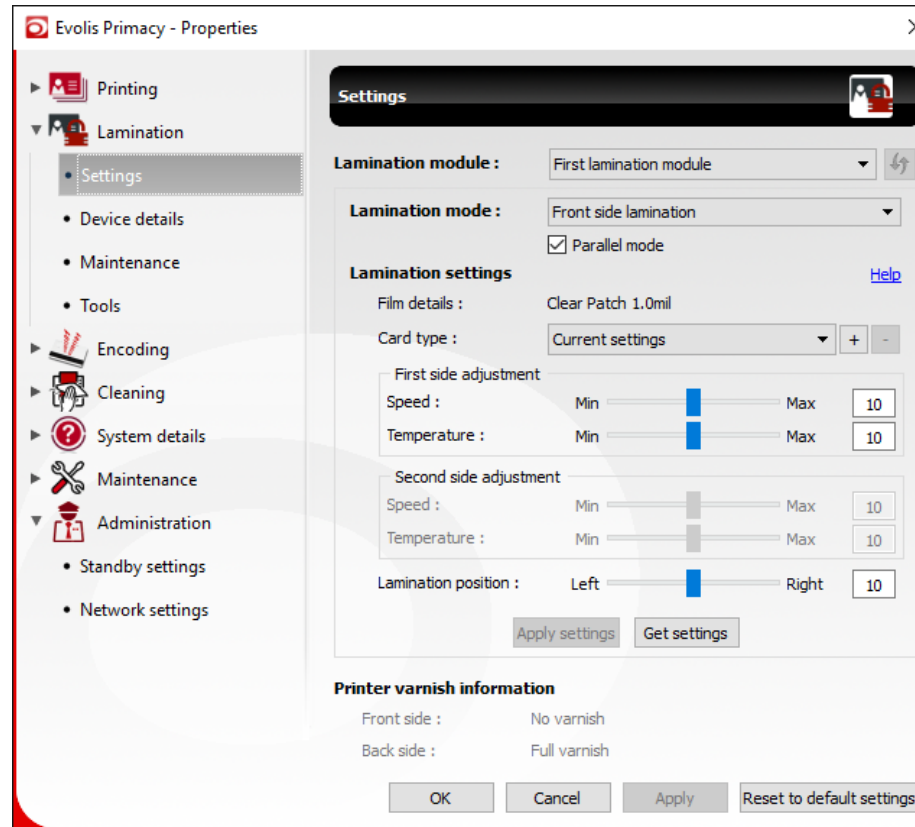 Evolis Primacy - Properties
Printing
Lamination
Settings
Device details
Maintenance
Tools
Encoding
Cleaning
System details
Maintenance
Administration
Standby settings
Network settings
Settings
Lamination module : First lamination module
Lamination mode : Front side lamination
Parallel mode
Lamination settings Help
Film details : Clear Patch 1.0mil
Card type : Current settings + -
First side adjustment
Speed : Min Max 10
Temperature : Min Max 10
Second side adjustment
Speed : Min Max 10
Temperature : Min Max 10
Lamination position : Left Right 10
Apply settings Get settings
Printer varnish information
Front side : No varnish
Back side : Full varnish
OK Cancel Apply Reset to default settings